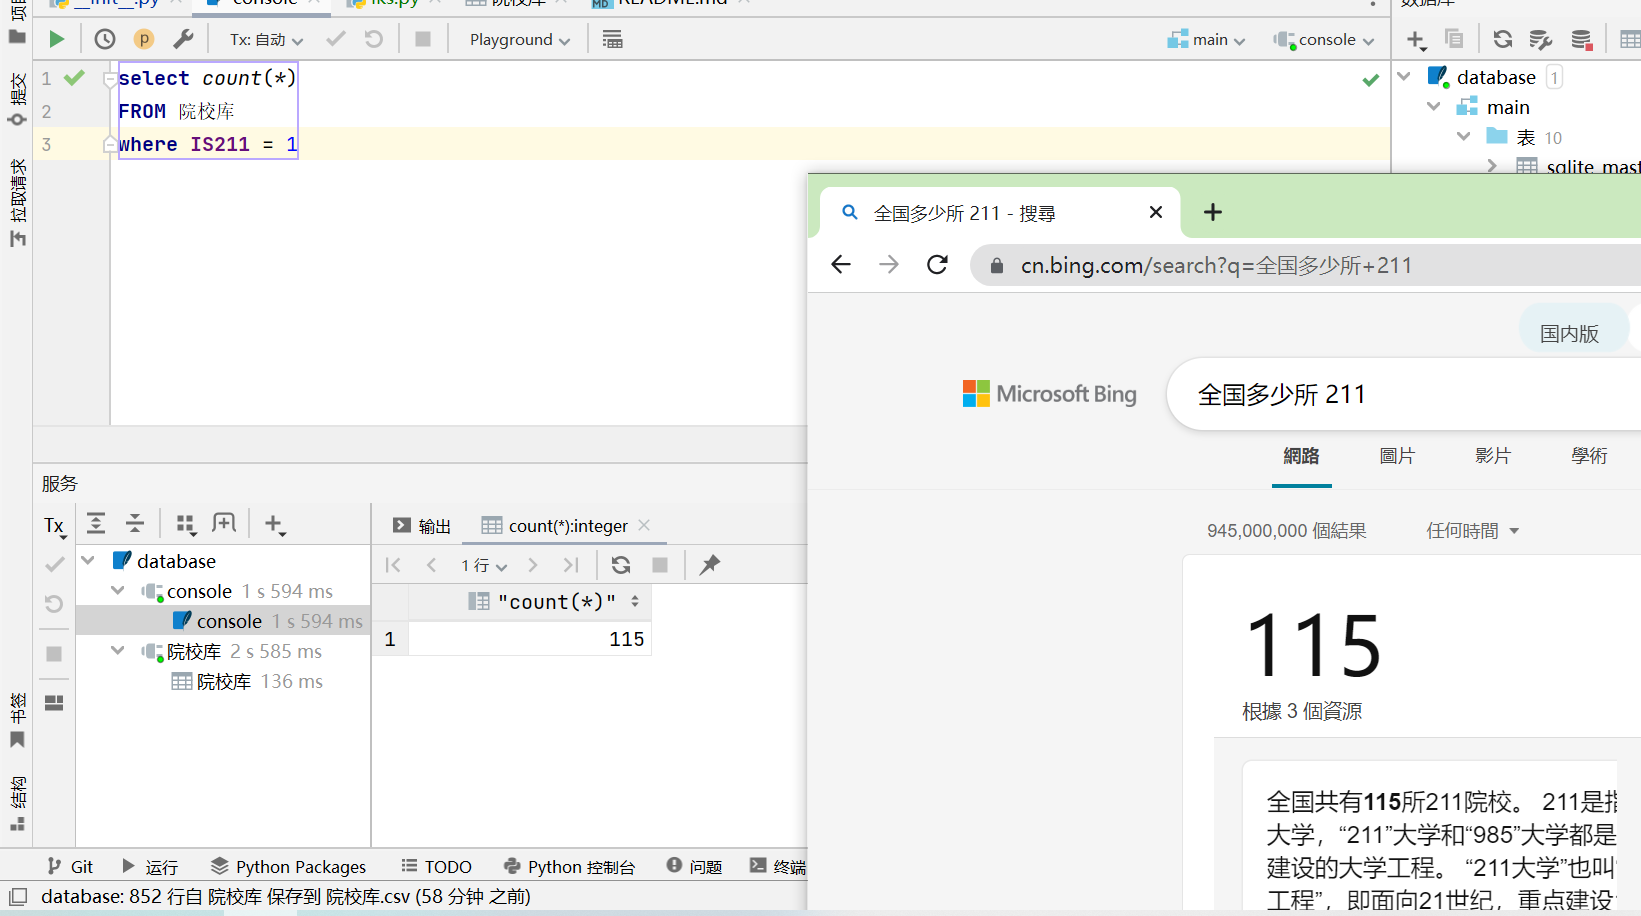 __init__.py
console
iks.py
院校库
README.md
数据库
Tx: 自动
Playground
main
console
1
select count(*)
2
FROM 院校库
3
where IS211 = 1
database 1
main
表 10
sqlite_mast
提交
拉取请求
书签
结构
全国多少所 211 - 搜尋
cn.bing.com/search?q=全国多少所+211
国内版
Microsoft Bing
全国多少所 211
網路
圖片
影片
學術
945,000,000 個結果
任何時間
115
根據 3 個資源
全国共有115所211院校。 211是指
大学，“211”大学和“985”大学都是
建设的大学工程。 “211大学”也叫“
工程”，即面向21世纪，重点建设
服务
Tx
database
console 1 s 594 ms
console 1 s 594 ms
院校库 2 s 585 ms
院校库 136 ms
输出
count(*):integer
1 行
"count(*)"
1
115
Git
运行
Python Packages
TODO
Python 控制台
问题
终端
database: 852 行自 院校库 保存到 院校库.csv (58 分钟 之前)